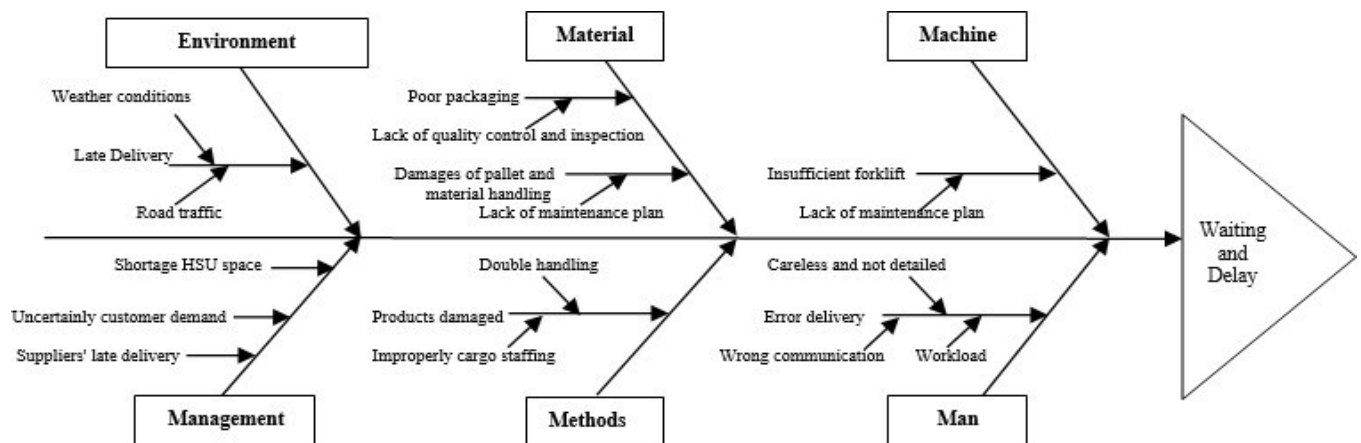 Environment
Material
Machine
Weather conditions
Poor packaging
Lack of quality control and inspection
Late Delivery
Damages of pallet and
material handling
Insufficient forklift
Road traffic
Lack of maintenance plan
Lack of maintenance plan
Waiting
and
Delay
Shortage HSU space
Double handling
Careless and not detailed
Uncertainly customer demand
Products damaged
Error delivery
Suppliers' late delivery
Improperly cargo staffing
Wrong communication
Workload
Management
Methods
Man